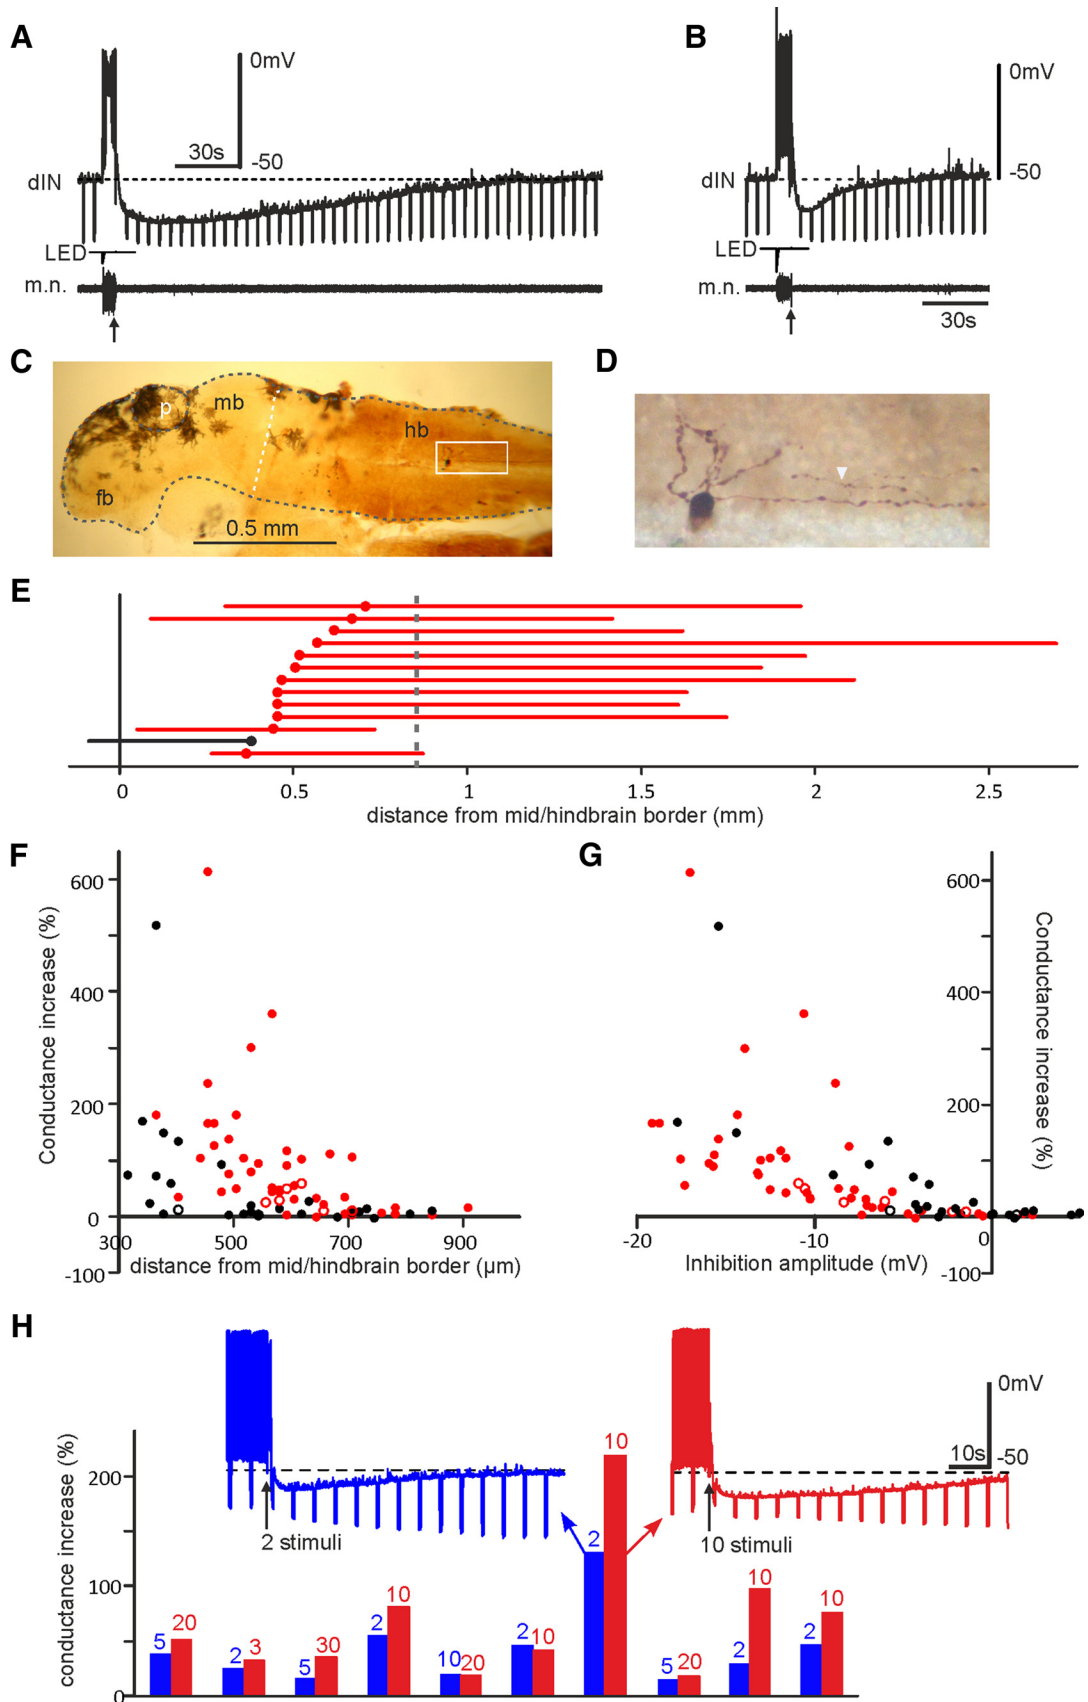 A
0mV
30s
-50
dIN
LED
m.n.
B
0mV
-50
dIN
LED
m.n.
30s
C
p
mb
hb
fb
0.5 mm
D
E
0
0.5
1
1.5
2
2.5
distance from mid/hindbrain border (mm)
F
Conductance increase (%)
600
400
200
0
-100
300
500
700
900
distance from mid/hindbrain border (µm)
G
600
400
200
0
-100
-20
-10
Inhibition amplitude (mV)
Conductance increase (%)
H
conductance increase (%)
200
100
0
2 stimuli
10 stimuli
0mV
10s
-50
5 20
2 3
5 30
2 10
10 20
2 10
2 10
5 20
2 10
2 10